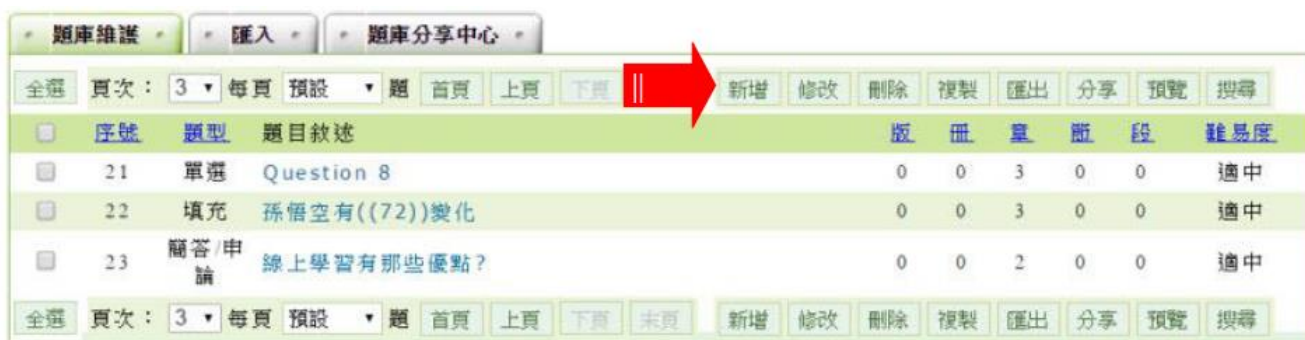 題庫維護 匯入 題庫分享中心
全選 頁次： 3 每頁 預設 題 首頁 上頁 下頁 新增 修改 刪除 複製 匯出 分享 預覽 搜尋
序號 題型 題目敘述 版 冊 章 節 段 難易度
21 單選 Question 8 0 0 3 0 0 適中
22 填充 孫悟空有((72))變化 0 0 3 0 0 適中
23 簡答/申論 線上學習有那些優點? 0 0 2 0 0 適中
全選 頁次： 3 每頁 預設 題 首頁 上頁 下頁 末頁 新增 修改 刪除 複製 匯出 分享 預覽 搜尋